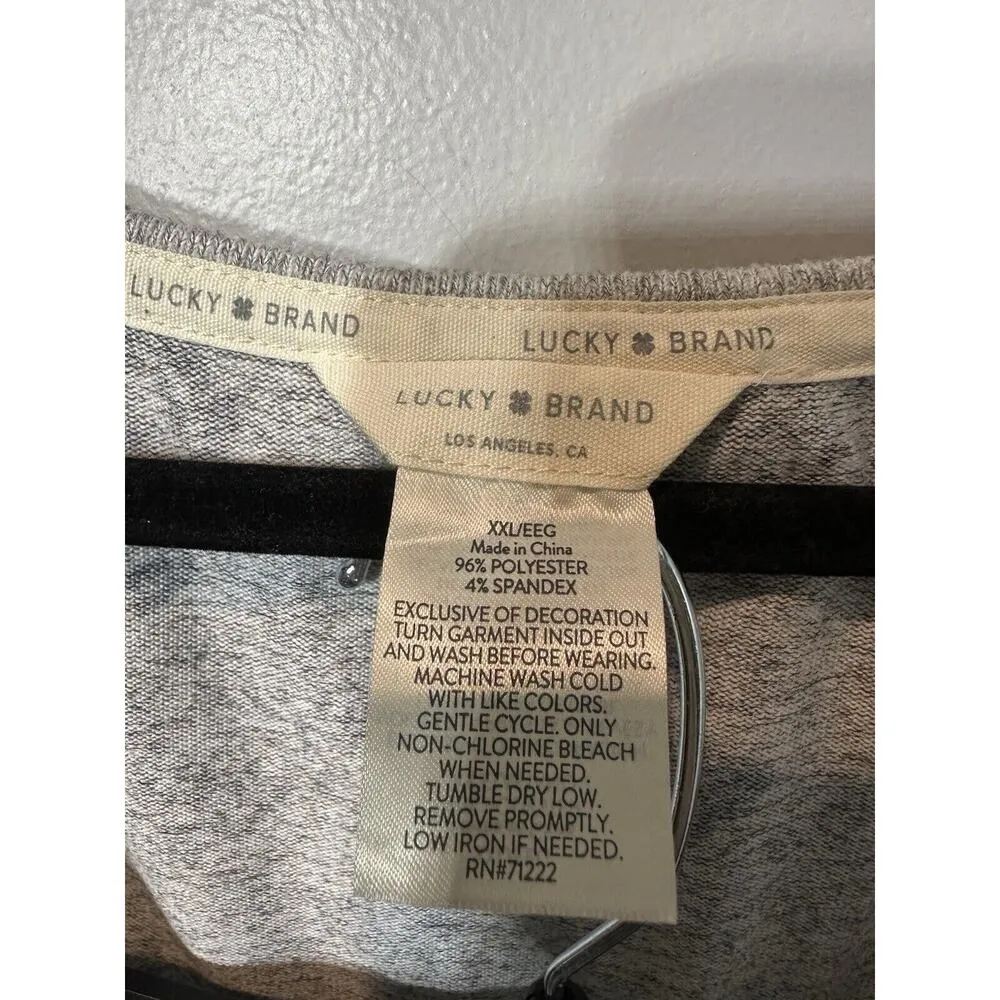 LUCKY BRAND
LUCKY BRAND
LUCKY BRAND
LOS ANGELES, CA
XXL/EEG
Made in China
96% POLYESTER
4% SPANDEX
EXCLUSIVE OF DECORATION
TURN GARMENT INSIDE OUT
AND WASH BEFORE WEARING.
MACHINE WASH COLD
WITH LIKE COLORS.
GENTLE CYCLE. ONLY
NON-CHLORINE BLEACH
WHEN NEEDED.
TUMBLE DRY LOW.
REMOVE PROMPTLY.
LOW IRON IF NEEDED.
RN#71222